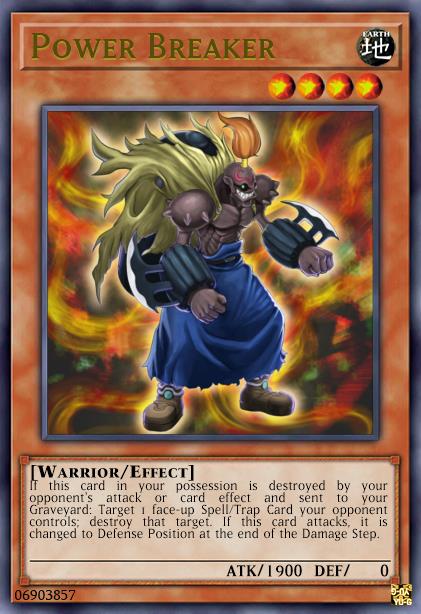 Power Breaker
EARTH
地
[Warrior/Effect]
If this card in your possession is destroyed by your
opponent's attack or card effect and sent to your
Graveyard: Target 1 face-up Spell/Trap Card your opponent
controls; destroy that target. If this card attacks, it is
changed to Defense Position at the end of the Damage Step.
ATK/1900 DEF/ 0
06903857